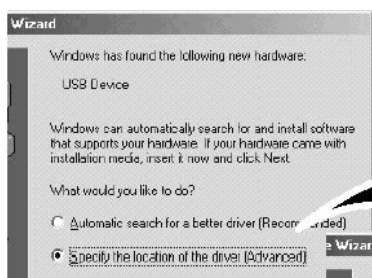 Wizard
Windows has found the following new hardware:
USB Device
Windows can automatically search for and install software
that supports your hardware. If your hardware came with
installation media, insert it now and click Next
What would you like to do?
Automatic search for a better driver (Recommended)
Specify the location of the driver (Advanced)
e Wizar